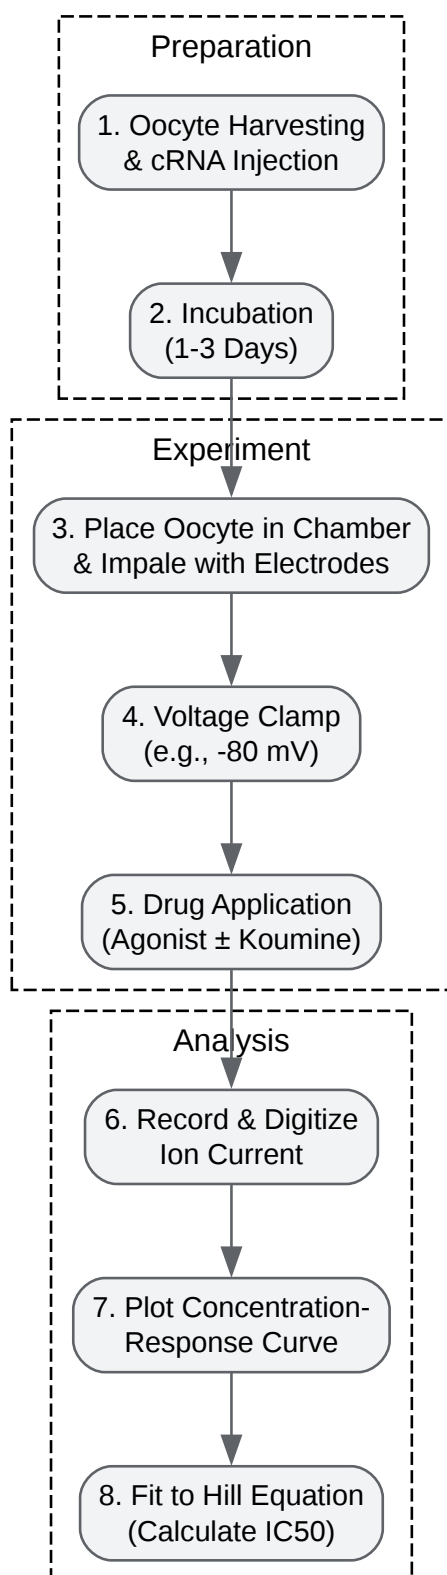 Preparation
1. Oocyte Harvesting
& cRNA Injection
2. Incubation
(1-3 Days)
Experiment
3. Place Oocyte in Chamber
& Impale with Electrodes
4. Voltage Clamp
(e.g., -80 mV)
5. Drug Application
(Agonist ± Koumine)
Analysis
6. Record & Digitize
Ion Current
7. Plot Concentration-
Response Curve
8. Fit to Hill Equation
(Calculate IC50)